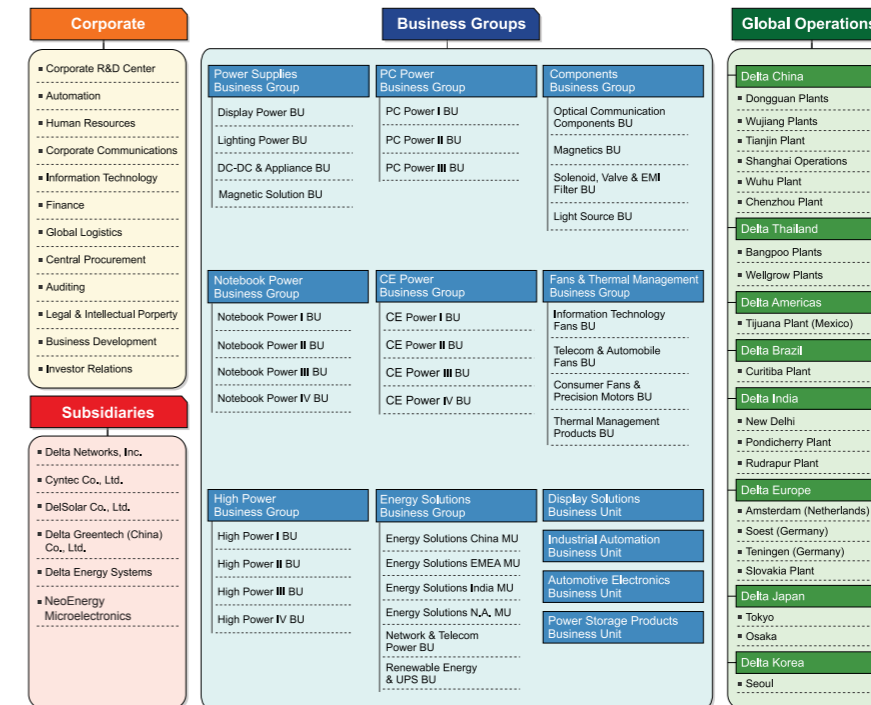 Corporate
Corporate R&D Center
Automation
Human Resources
Corporate Communications
Information Technology
Finance
Global Logistics
Central Procurement
Auditing
Legal & Intellectual Porperty
Business Development
Investor Relations
Subsidiaries
Delta Networks, Inc.
Cyntec Co., Ltd.
DelSolar Co., Ltd.
Delta Greentech (China)
Co., Ltd.
Delta Energy Systems
NeoEnergy
Microelectronics
Business Groups
Power Supplies
Business Group
Display Power BU
Lighting Power BU
DC-DC & Appliance BU
Magnetic Solution BU
PC Power
Business Group
PC Power I BU
PC Power II BU
PC Power III BU
Components
Business Group
Optical Communication
Components BU
Magnetics BU
Solenoid, Valve & EMI
Filter BU
Light Source BU
Notebook Power
Business Group
Notebook Power I BU
Notebook Power II BU
Notebook Power III BU
Notebook Power IV BU
CE Power
Business Group
CE Power I BU
CE Power II BU
CE Power III BU
CE Power IV BU
Fans & Thermal Management
Business Group
Information Technology
Fans BU
Telecom & Automobile
Fans BU
Consumer Fans &
Precision Motors BU
Thermal Management
Products BU
High Power
Business Group
High Power I BU
High Power II BU
High Power III BU
High Power IV BU
Energy Solutions
Business Group
Energy Solutions China MU
Energy Solutions EMEA MU
Energy Solutions India MU
Energy Solutions N.A. MU
Network & Telecom
Power BU
Renewable Energy
& UPS BU
Display Solutions
Business Unit
Industrial Automation
Business Unit
Automotive Electronics
Business Unit
Power Storage Products
Business Unit
Global Operations
Delta China
Dongguan Plants
Wujiang Plants
Tianjin Plant
Shanghai Operations
Wuhu Plant
Chenzhou Plant
Delta Thailand
Bangpoo Plants
Wellgrow Plants
Delta Americas
Tijuana Plant (Mexico)
Delta Brazil
Curitiba Plant
Delta India
New Delhi
Pondicherry Plant
Rudrapur Plant
Delta Europe
Amsterdam (Netherlands)
Soest (Germany)
Teningen (Germany)
Slovakia Plant
Delta Japan
Tokyo
Osaka
Delta Korea
Seoul